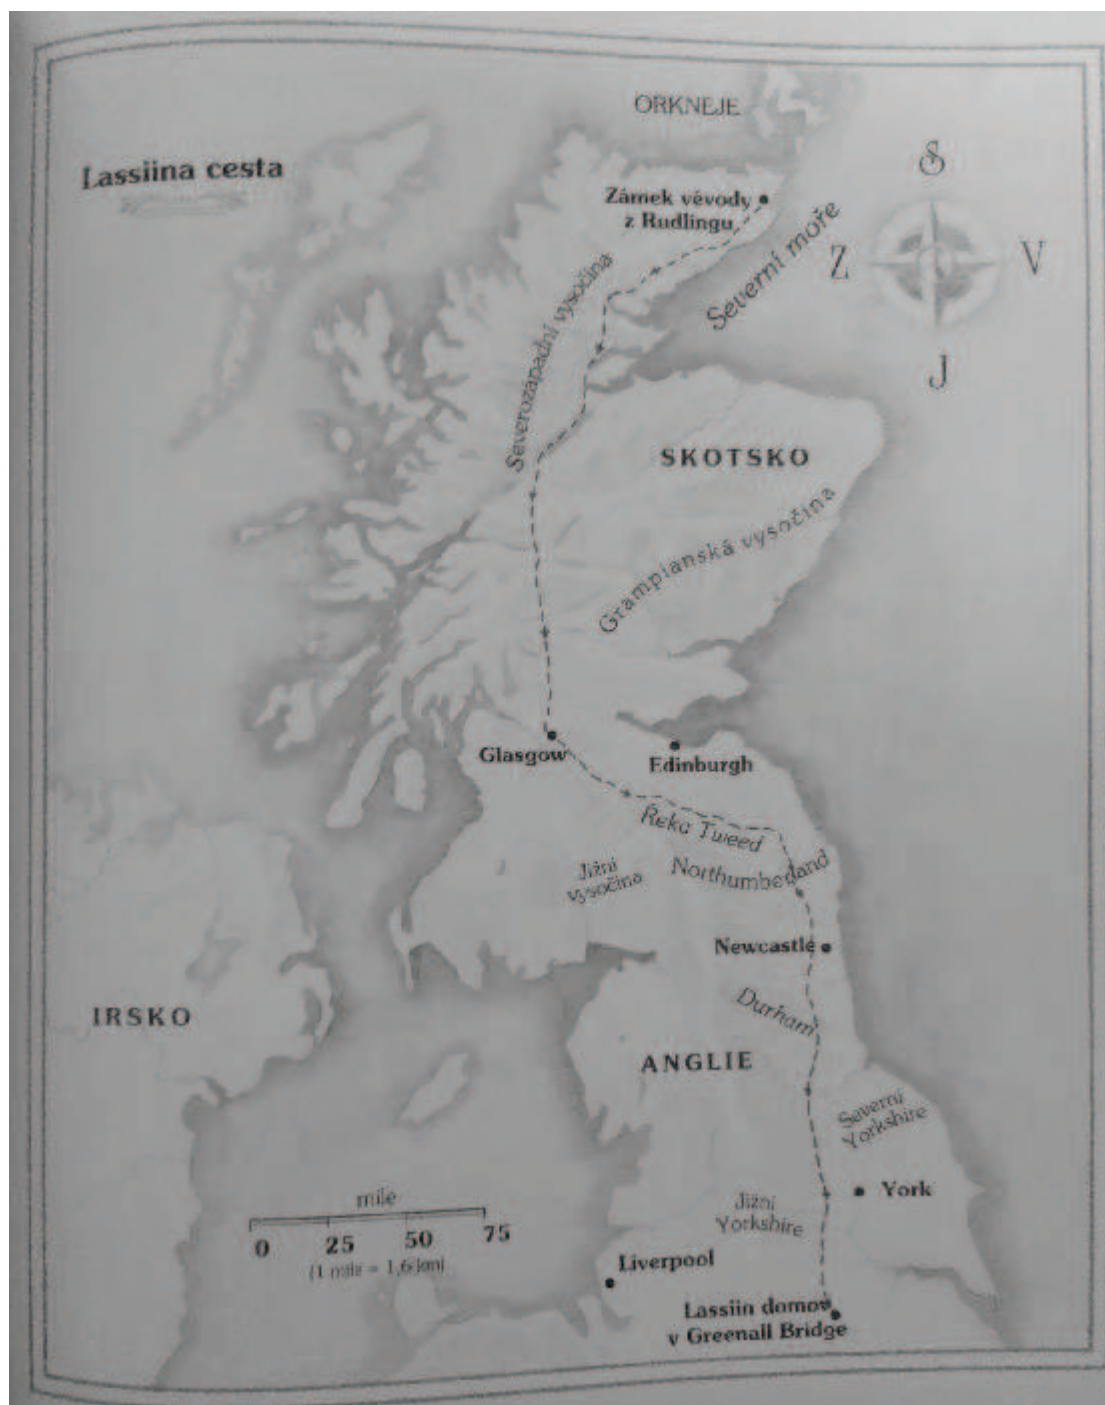 ORKNEJE
Lassiina cesta
S
Zámek vévody
z Rudlingu
Z
V
Severní moře
J
Severozápadní vysočina
SKOTSKO
Grampianská vysočina
Glasgow
Edinburgh
Řeka Tweed
Jižní
vysočina
Northumberland
Newcastle
Durham
IRSKO
ANGLIE
Severní
Yorkshire
York
Jižní
Yorkshire
mile
0 25 50 75
(1 mile = 1,6 km)
Liverpool
Lassiin domov
v Greenall Bridge